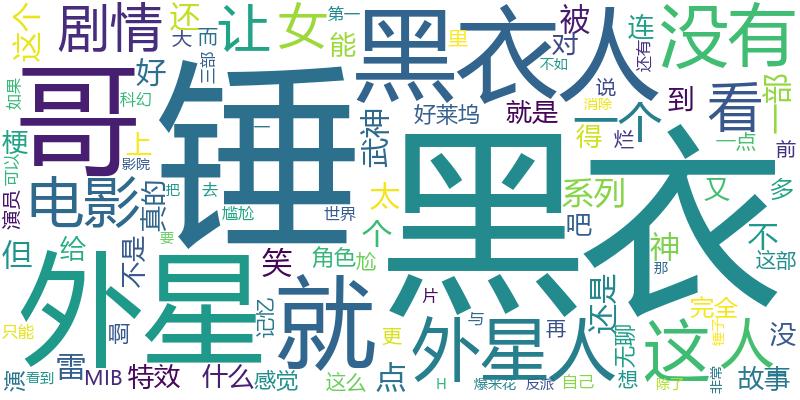 这个
剧情
还
大
而
让
女
第一
能
里
黑衣人
被
对
连
还有
没有
如果
好
三部
不如
说
一部
哥
锤
科幻
武神
好莱坞
就是
消除
到
看
梗
上
影院
一
一个
得
烂
一点
前
可以
电影
真的
把
去
太
黑衣
系列
又
多
演员
尴尬
世界
个
吧
不
但
给
不是
笑
角色
尬
神
那
这部
外星
就
要
记忆
片
还是
完全
只能
啊
更
与
外星人
再
无聊
这
人
锤子
没
演
看到
雷
MIB
特效
什么
感觉
这么
点
H
爆米花
反派
自己
想
除了
非常
故事